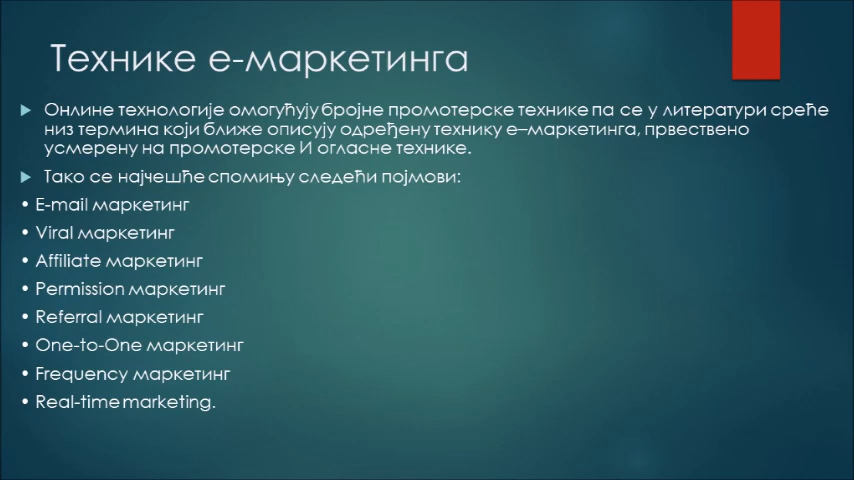 Технике е-маркетинга
Онлине технологије омогућују бројне промотерске технике па се у литератури среће
низ термина који ближе описују одређену технику е–маркетинга, првествено
усмерену на промотерске И огласне технике.
Тако се најчешће спомињу следећи појмови:
• E-mail маркетинг
• Viral маркетинг
• Affiliate маркетинг
• Permission маркетинг
• Referral маркетинг
• One-to-One маркетинг
• Frequency маркетинг
• Real-time marketing.